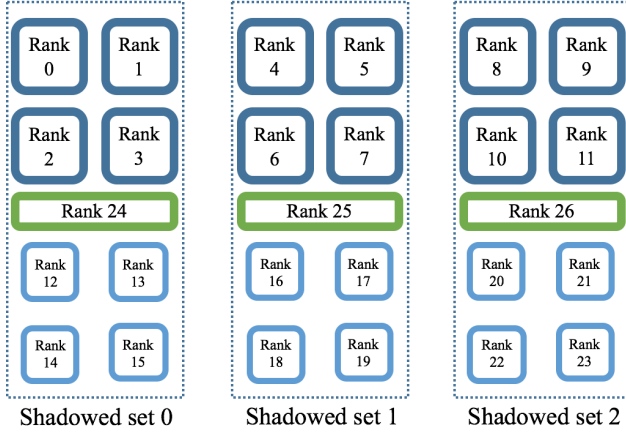 Rank
0
Rank
1
Rank
2
Rank
3
Rank 24
Rank
12
Rank
13
Rank
14
Rank
15
Shadowed set 0
Rank
4
Rank
5
Rank
6
Rank
7
Rank 25
Rank
16
Rank
17
Rank
18
Rank
19
Shadowed set 1
Rank
8
Rank
9
Rank
10
Rank
11
Rank 26
Rank
20
Rank
21
Rank
22
Rank
23
Shadowed set 2